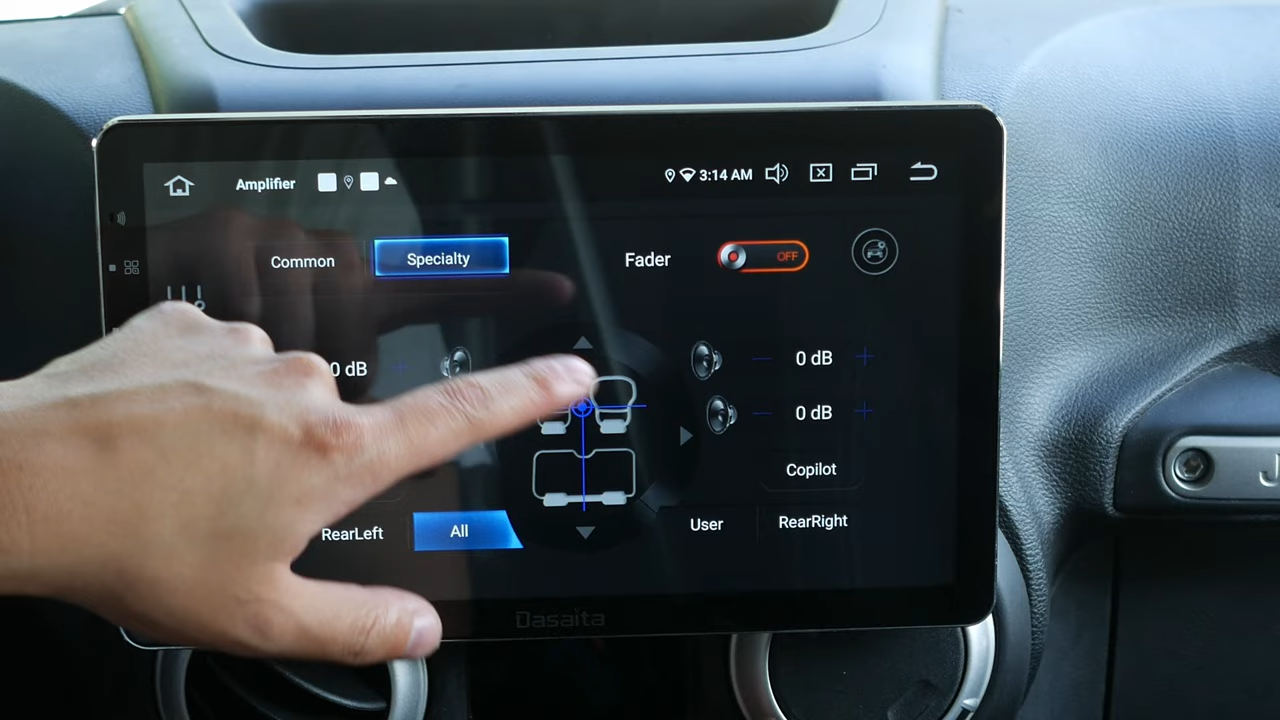 Amplifier 3:14 AM
Common Specialty Fader OFF
0 dB 0 dB
0 dB
Copilot
RearLeft All User RearRight
Dasaita
J